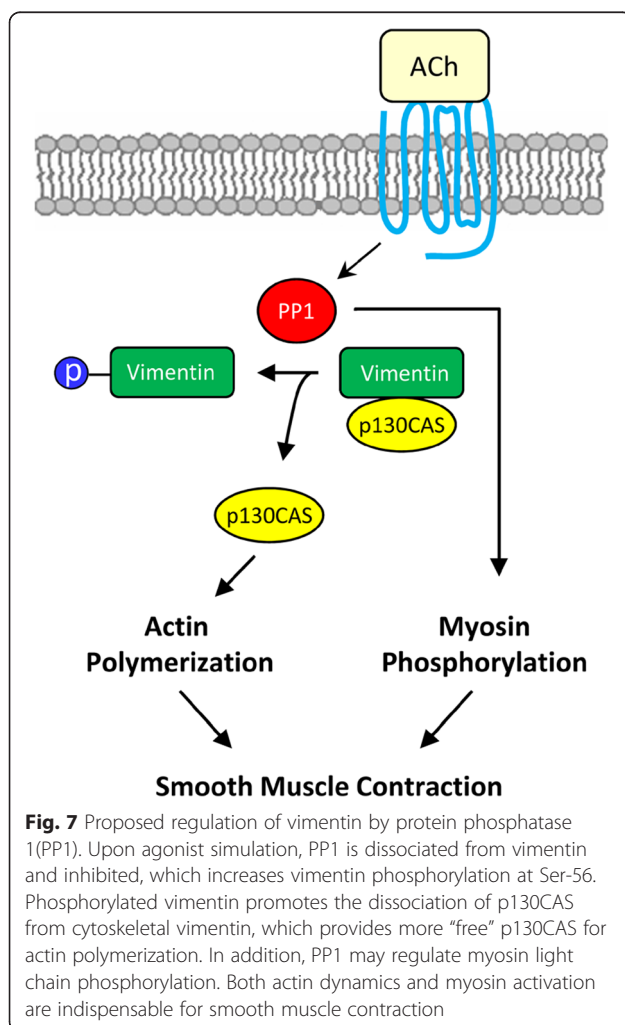 ACh
PP1
p Vimentin
Vimentin
p130CAS
p130CAS
Actin
Polymerization
Myosin
Phosphorylation
Smooth Muscle Contraction
Fig. 7 Proposed regulation of vimentin by protein phosphatase
1(PP1). Upon agonist simulation, PP1 is dissociated from vimentin
and inhibited, which increases vimentin phosphorylation at Ser-56.
Phosphorylated vimentin promotes the dissociation of p130CAS
from cytoskeletal vimentin, which provides more “free” p130CAS for
actin polymerization. In addition, PP1 may regulate myosin light
chain phosphorylation. Both actin dynamics and myosin activation
are indispensable for smooth muscle contraction